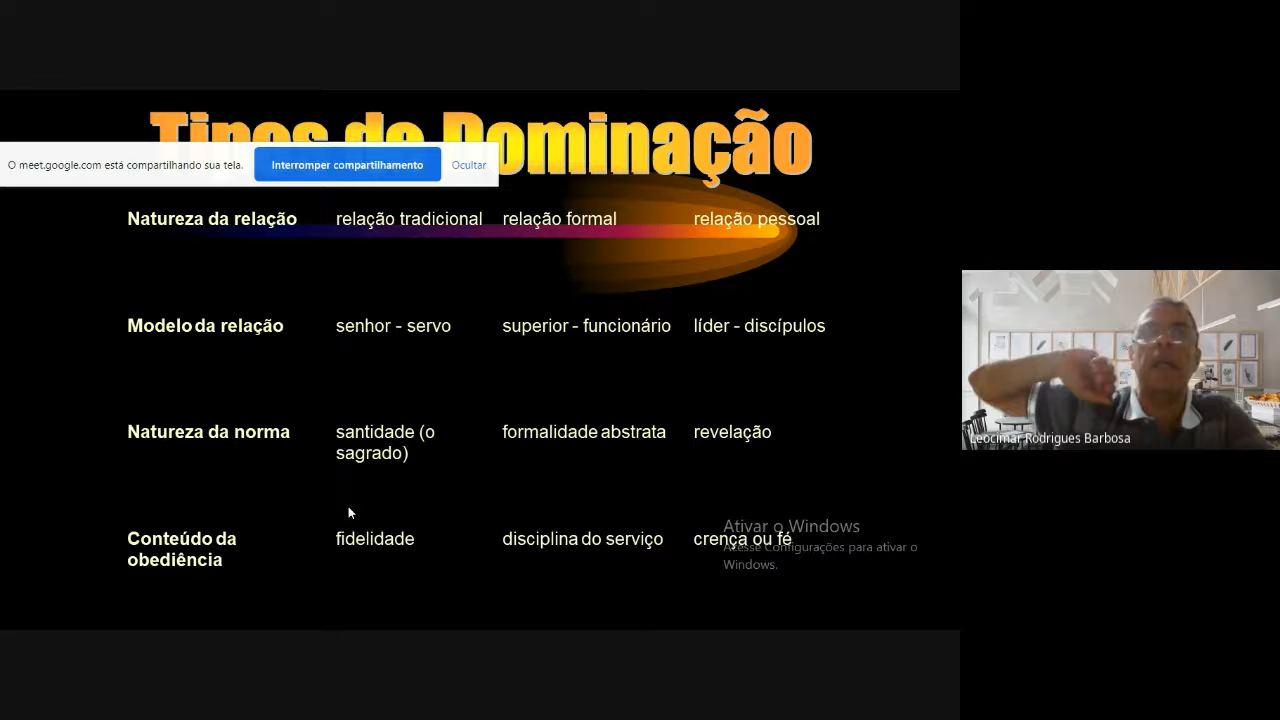 Tipos de Dominação
O meet.google.com está compartilhando sua tela.
Interromper compartilhamento
Ocultar
Natureza da relação relação tradicional relação formal relação pessoal
Modelo da relação senhor - servo superior - funcionário líder - discípulos
Natureza da norma santidade (o formalidade abstrata revelação
sagrado)
Leocimar Rodrigues Barbosa
Ativar o Windows
Conteúdo da fidelidade disciplina do serviço crença ou fé
Acesse Configurações para ativar o
obediência
Windows.